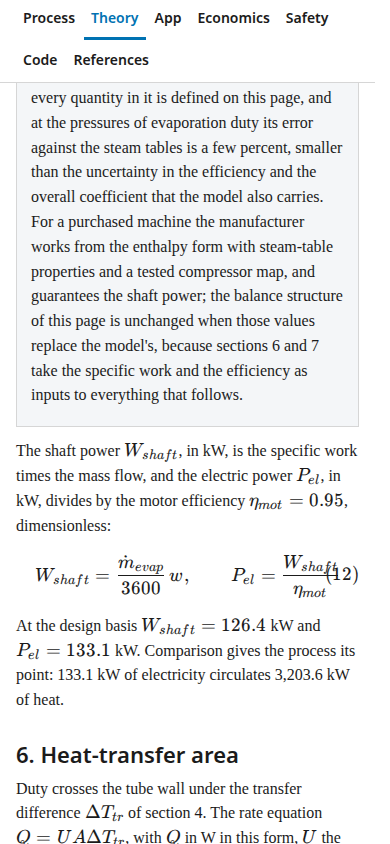 Process Theory App Economics Safety
Code References
every quantity in it is defined on this page, and
at the pressures of evaporation duty its error
against the steam tables is a few percent, smaller
than the uncertainty in the efficiency and the
overall coefficient that the model also carries.
For a purchased machine the manufacturer
works from the enthalpy form with steam-table
properties and a tested compressor map, and
guarantees the shaft power; the balance structure
of this page is unchanged when those values
replace the model's, because sections 6 and 7
take the specific work and the efficiency as
inputs to everything that follows.
The shaft power W_shaft, in kW, is the specific work
times the mass flow, and the electric power P_el, in
kW, divides by the motor efficiency η_mot = 0.95,
dimensionless:
W_shaft = ṁ_evap / 3600 w, P_el = W_shaft / η_mot (12)
At the design basis W_shaft = 126.4 kW and
P_el = 133.1 kW. Comparison gives the process its
point: 133.1 kW of electricity circulates 3,203.6 kW
of heat.
6. Heat-transfer area
Duty crosses the tube wall under the transfer
difference ΔT_tr of section 4. The rate equation
Q = UAΔT_tr, with Q in W in this form, U the